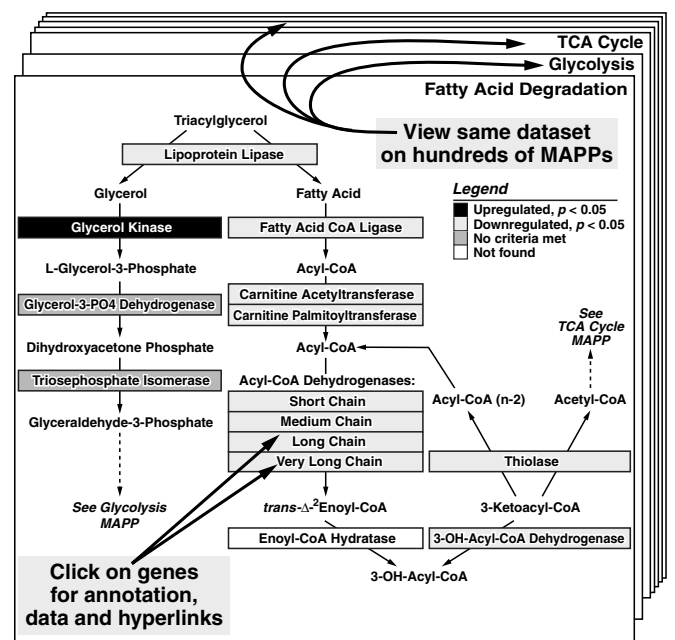 TCA Cycle
Glycolysis
Fatty Acid Degradation
View same dataset
on hundreds of MAPPs
Triacylglycerol
Lipoprotein Lipase
Glycerol
Fatty Acid
Legend
Upregulated, p < 0.05
Downregulated, p < 0.05
No criteria met
Not found
Glycerol Kinase
Fatty Acid CoA Ligase
L-Glycerol-3-Phosphate
Acyl-CoA
Glycerol-3-PO4 Dehydrogenase
Carnitine Acetyltransferase
Carnitine Palmitoyltransferase
See
TCA Cycle
MAPP
Dihydroxyacetone Phosphate
Acyl-CoA
Triosephosphate Isomerase
Acyl-CoA Dehydrogenases:
Short Chain
Medium Chain
Long Chain
Very Long Chain
Acyl-CoA (n-2)
Acetyl-CoA
Glyceraldehyde-3-Phosphate
Thiolase
See Glycolysis
MAPP
trans-Δ-²Enoyl-CoA
3-Ketoacyl-CoA
Enoyl-CoA Hydratase
3-OH-Acyl-CoA Dehydrogenase
3-OH-Acyl-CoA
Click on genes
for annotation,
data and hyperlinks